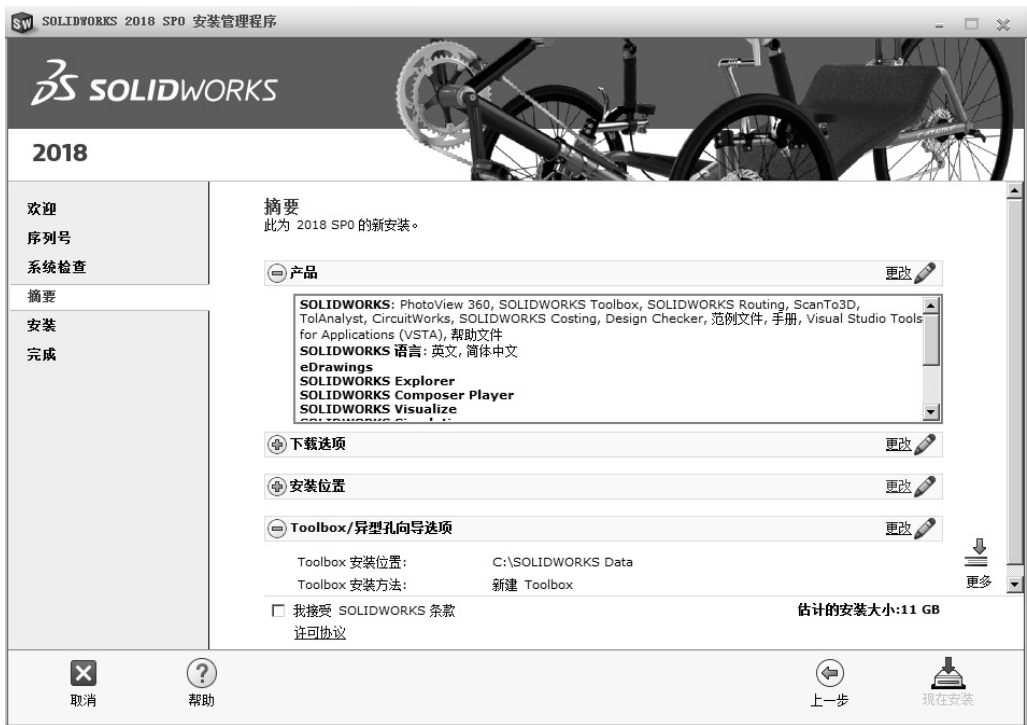 SOLIDWORKS 2018 SP0 安装管理程序
SOLIDWORKS
2018
欢迎
序列号
系统检查
摘要
安装
完成
摘要
此为 2018 SP0 的新安装。
产品 更改
SOLIDWORKS: PhotoView 360, SOLIDWORKS Toolbox, SOLIDWORKS Routing, ScanTo3D,
TolAnalyst, CircuitWorks, SOLIDWORKS Costing, Design Checker, 范例文件, 手册, Visual Studio Tools
for Applications (VSTA), 帮助文件
SOLIDWORKS 语言: 英文, 简体中文
eDrawings
SOLIDWORKS Explorer
SOLIDWORKS Composer Player
SOLIDWORKS Visualize
下载选项 更改
安装位置 更改
Toolbox/异型孔向导选项 更改
Toolbox 安装位置: C:\SOLIDWORKS Data
Toolbox 安装方法: 新建 Toolbox
更多
我接受 SOLIDWORKS 条款 估计的安装大小:11 GB
许可协议
取消 帮助 上一步 现在安装